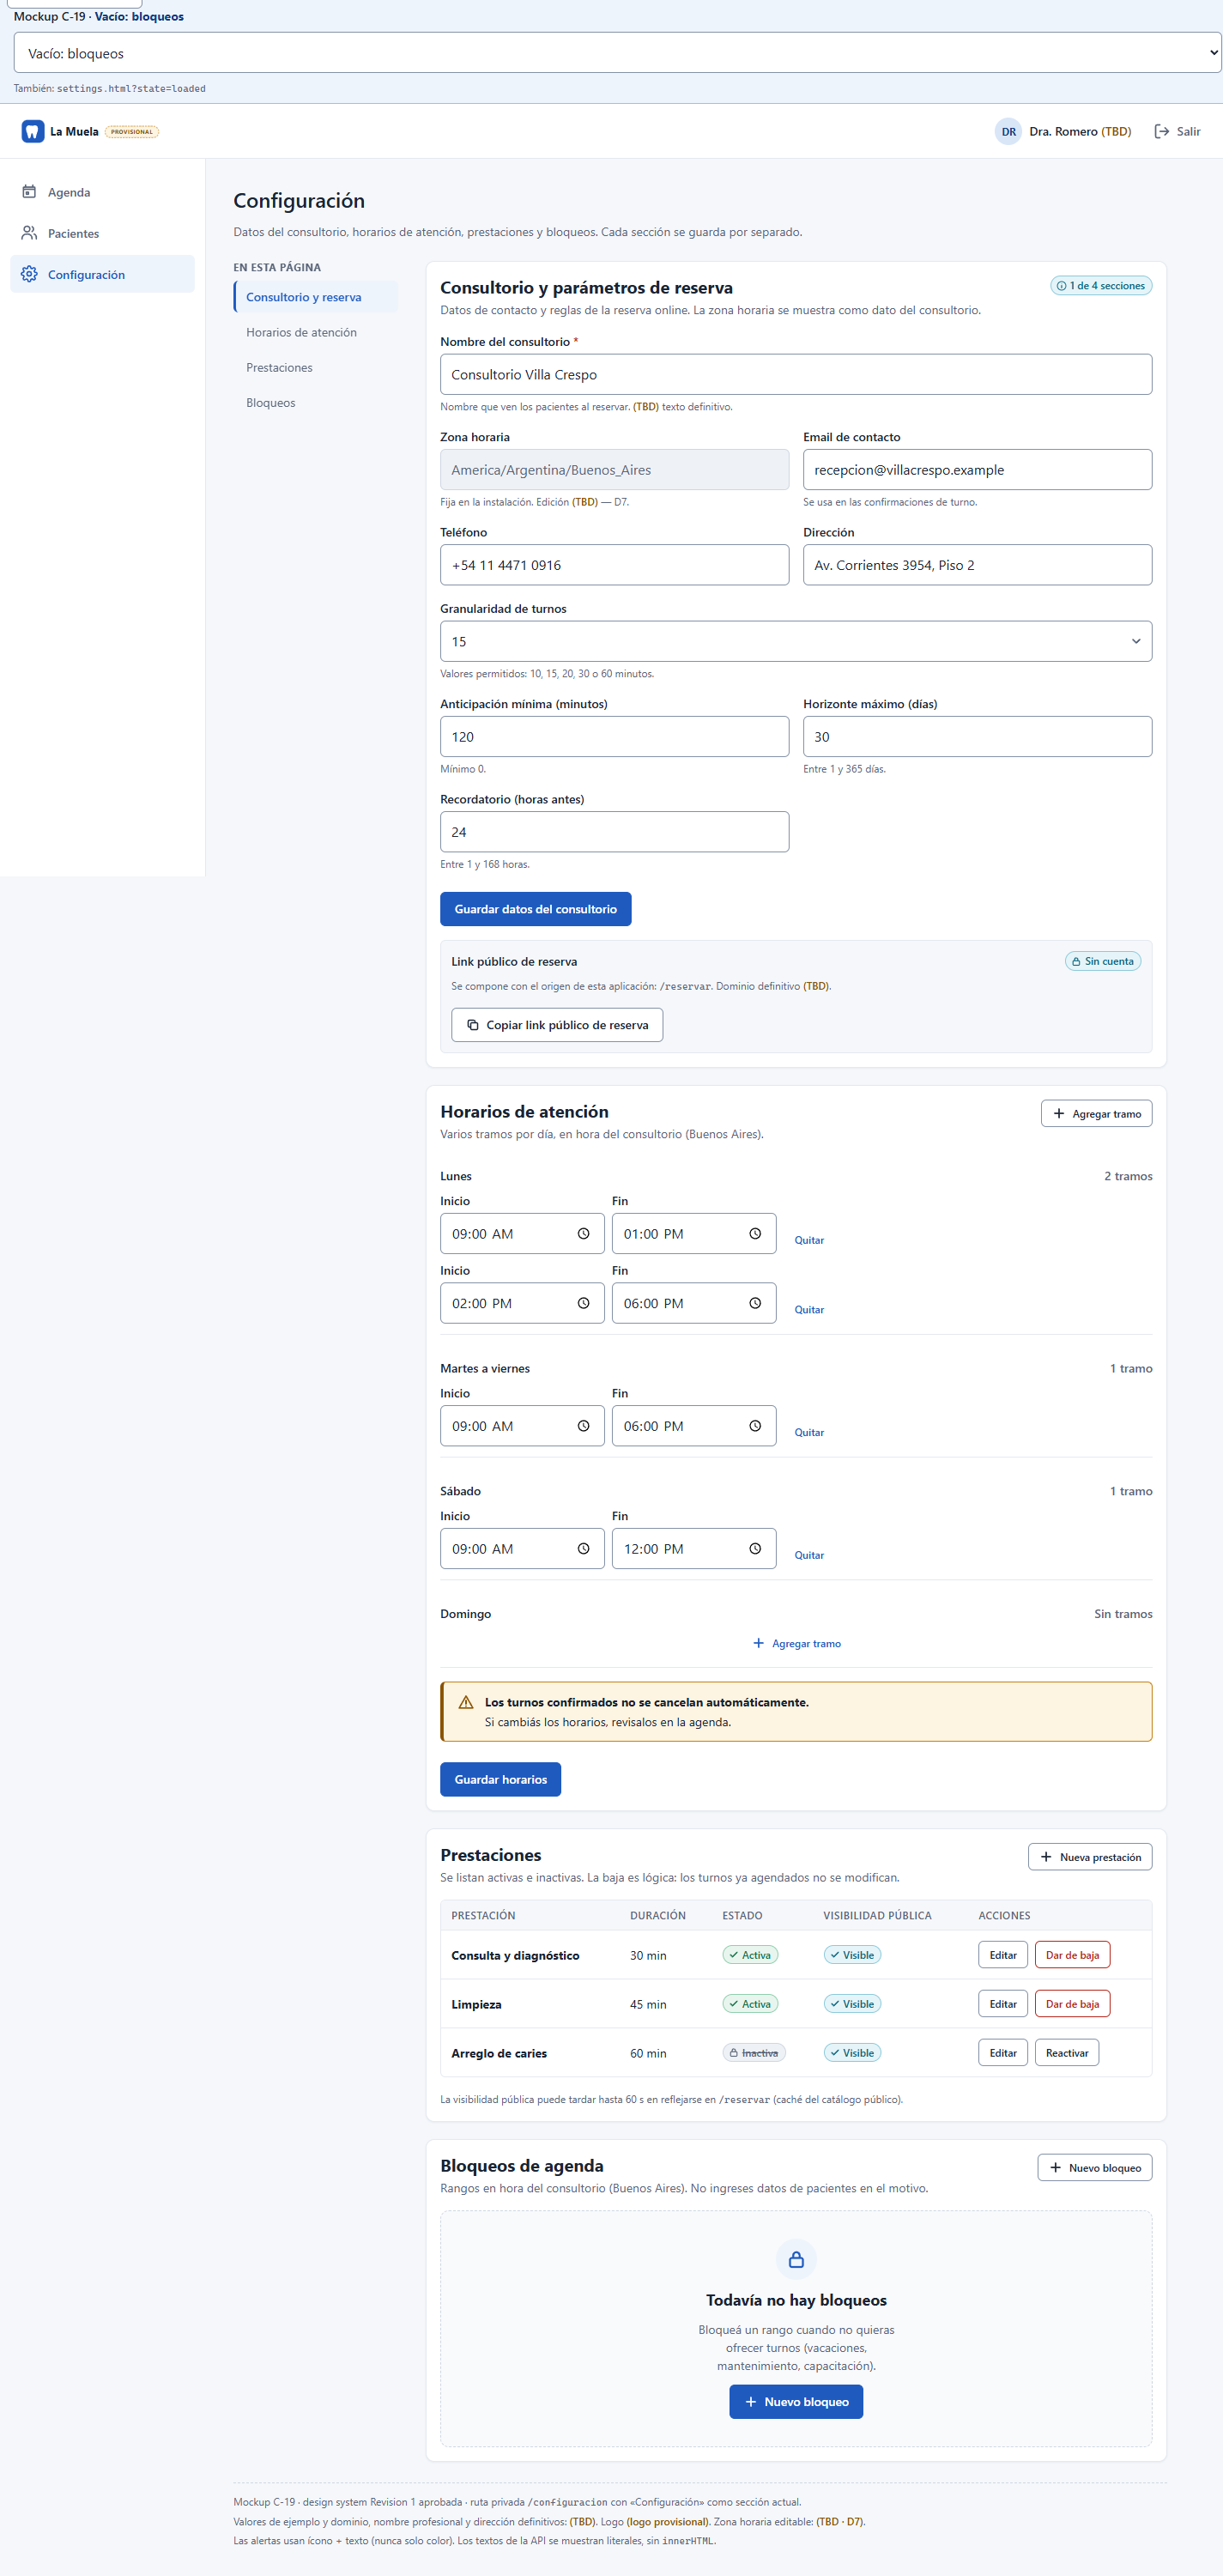 Mockup C-19 · Vacío: bloqueos
Vacío: bloqueos
También: settings.html?state=loaded
La Muela PROVISIONAL
DR Dra. Romero (TBD) Salir
Agenda
Pacientes
Configuración
Configuración
Datos del consultorio, horarios de atención, prestaciones y bloqueos. Cada sección se guarda por separado.
EN ESTA PÁGINA
Consultorio y reserva
Horarios de atención
Prestaciones
Bloqueos
Consultorio y parámetros de reserva
1 de 4 secciones
Datos de contacto y reglas de la reserva online. La zona horaria se muestra como dato del consultorio.
Nombre del consultorio *
Consultorio Villa Crespo
Nombre que ven los pacientes al reservar. (TBD) texto definitivo.
Zona horaria
America/Argentina/Buenos_Aires
Fija en la instalación. Edición (TBD) — D7.
Email de contacto
recepcion@villacrespo.example
Se usa en las confirmaciones de turno.
Teléfono
+54 11 4471 0916
Dirección
Av. Corrientes 3954, Piso 2
Granularidad de turnos
15
Valores permitidos: 10, 15, 20, 30 o 60 minutos.
Anticipación mínima (minutos)
120
Mínimo 0.
Horizonte máximo (días)
30
Entre 1 y 365 días.
Recordatorio (horas antes)
24
Entre 1 y 168 horas.
Guardar datos del consultorio
Link público de reserva
Sin cuenta
Se compone con el origen de esta aplicación: /reservar. Dominio definitivo (TBD).
Copiar link público de reserva
Horarios de atención
Agregar tramo
Varios tramos por día, en hora del consultorio (Buenos Aires).
Lunes 2 tramos
Inicio Fin
09:00 AM 01:00 PM Quitar
Inicio Fin
02:00 PM 06:00 PM Quitar
Martes a viernes 1 tramo
Inicio Fin
09:00 AM 06:00 PM Quitar
Sábado 1 tramo
Inicio Fin
09:00 AM 12:00 PM Quitar
Domingo Sin tramos
Agregar tramo
Los turnos confirmados no se cancelan automáticamente.
Si cambiás los horarios, revisalos en la agenda.
Guardar horarios
Prestaciones
Nueva prestación
Se listan activas e inactivas. La baja es lógica: los turnos ya agendados no se modifican.
PRESTACIÓN DURACIÓN ESTADO VISIBILIDAD PÚBLICA ACCIONES
Consulta y diagnóstico 30 min Activa Visible Editar Dar de baja
Limpieza 45 min Activa Visible Editar Dar de baja
Arreglo de caries 60 min Inactiva Visible Editar Reactivar
La visibilidad pública puede tardar hasta 60 s en reflejarse en /reservar (caché del catálogo público).
Bloqueos de agenda
Nuevo bloqueo
Rangos en hora del consultorio (Buenos Aires). No ingreses datos de pacientes en el motivo.
Todavía no hay bloqueos
Bloqueá un rango cuando no quieras
ofrecer turnos (vacaciones,
mantenimiento, capacitación).
Nuevo bloqueo
Mockup C-19 · design system Revision 1 aprobada · ruta privada /configuracion con «Configuración» como sección actual.
Valores de ejemplo y dominio, nombre profesional y dirección definitivos: (TBD). Logo (logo provisional). Zona horaria editable: (TBD · D7).
Las alertas usan ícono + texto (nunca solo color). Los textos de la API se muestran literales, sin innerHTML.